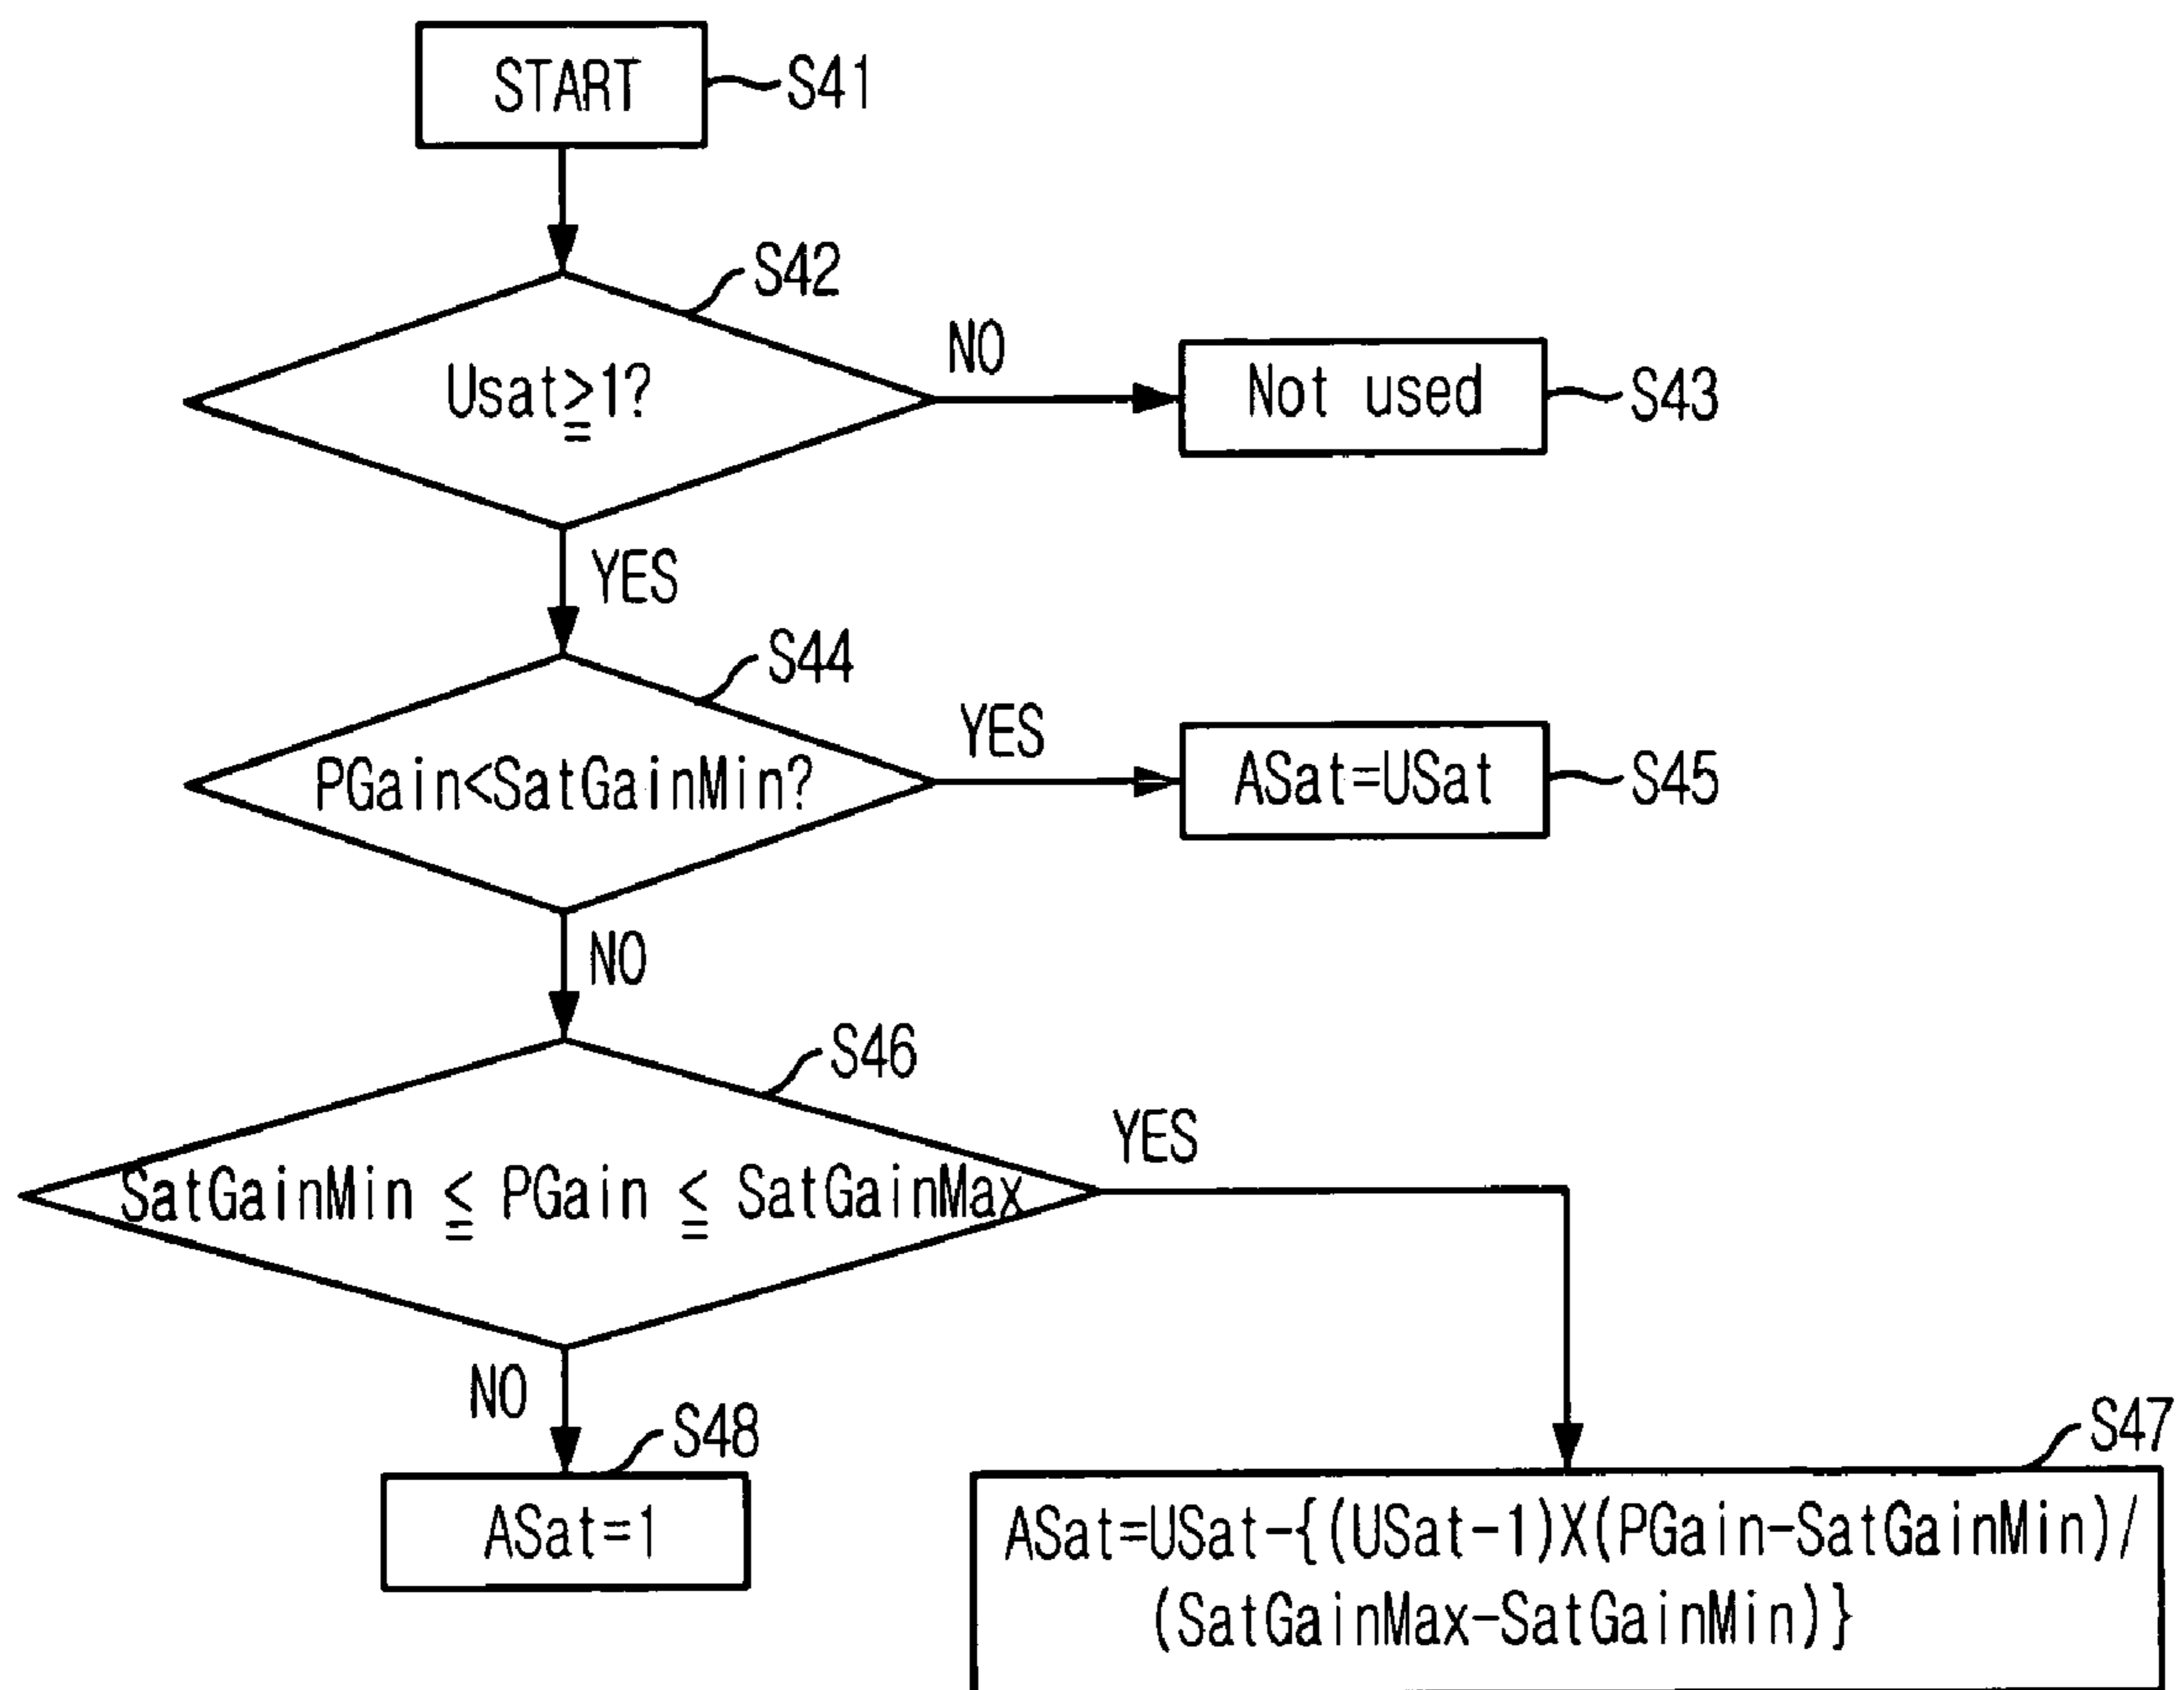 START
S41
S42
Usat≧1?
NO
Not used
S43
YES
S44
PGain<SatGainMin?
YES
ASat=USat
S45
NO
S46
SatGainMin ≦ PGain ≦ SatGainMax
YES
NO
S48
ASat=1
S47
ASat=USat-{(USat-1)X(PGain-SatGainMin)/
(SatGainMax-SatGainMin)}